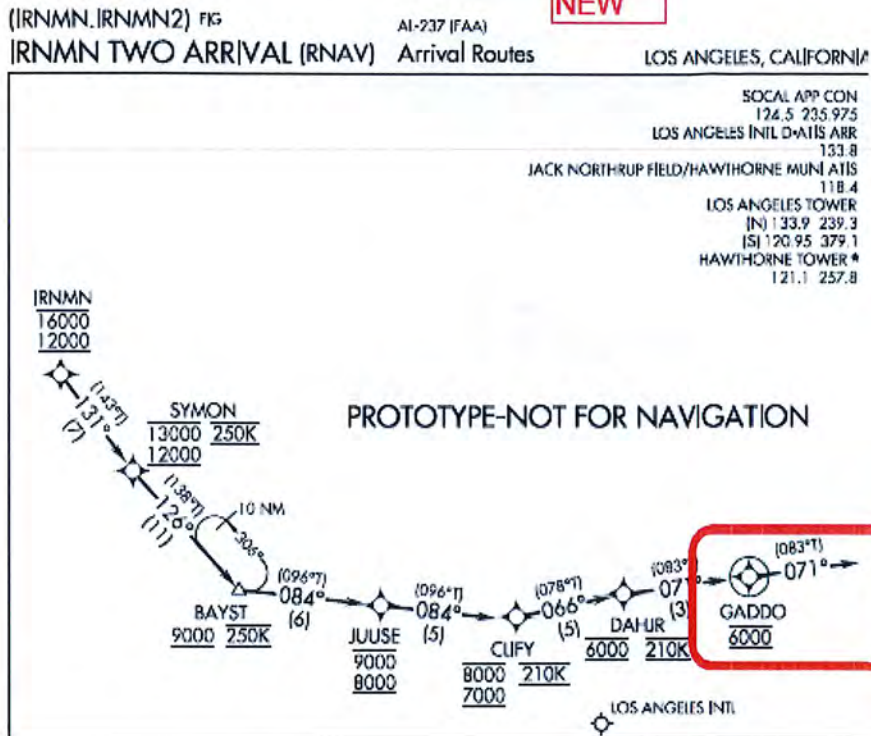 NEW
(IRNMN.IRNMN2) FIG
AI-237 (FAA)
IRNMN TWO ARRIVAL (RNAV)
Arrival Routes
LOS ANGELES, CALIFORNIA
SOCAL APP CON
124.5 235.975
LOS ANGELES INTL D-ATIS ARR
133.8
JACK NORTHRUP FIELD/HAWTHORNE MUNI ATIS
118.4
LOS ANGELES TOWER
(N) 133.9 239.3
(S) 120.95 379.1
HAWTHORNE TOWER *
121.1 257.8
PROTOTYPE-NOT FOR NAVIGATION
IRNMN
16000
12000
(143°T)
131°
(7)
SYMON
13000 250K
12000
(138°T)
126°
(11)
10 NM
306°
BAYST
9000 250K
(096°T)
084°
(6)
JUUSE
9000
8000
(096°T)
084°
(5)
CLIFY
8000 210K
7000
(078°T)
066°
(5)
DAHJR
6000 210K
(083°T)
071°
(3)
GADDO
6000
(083°T)
071°
LOS ANGELES INTL